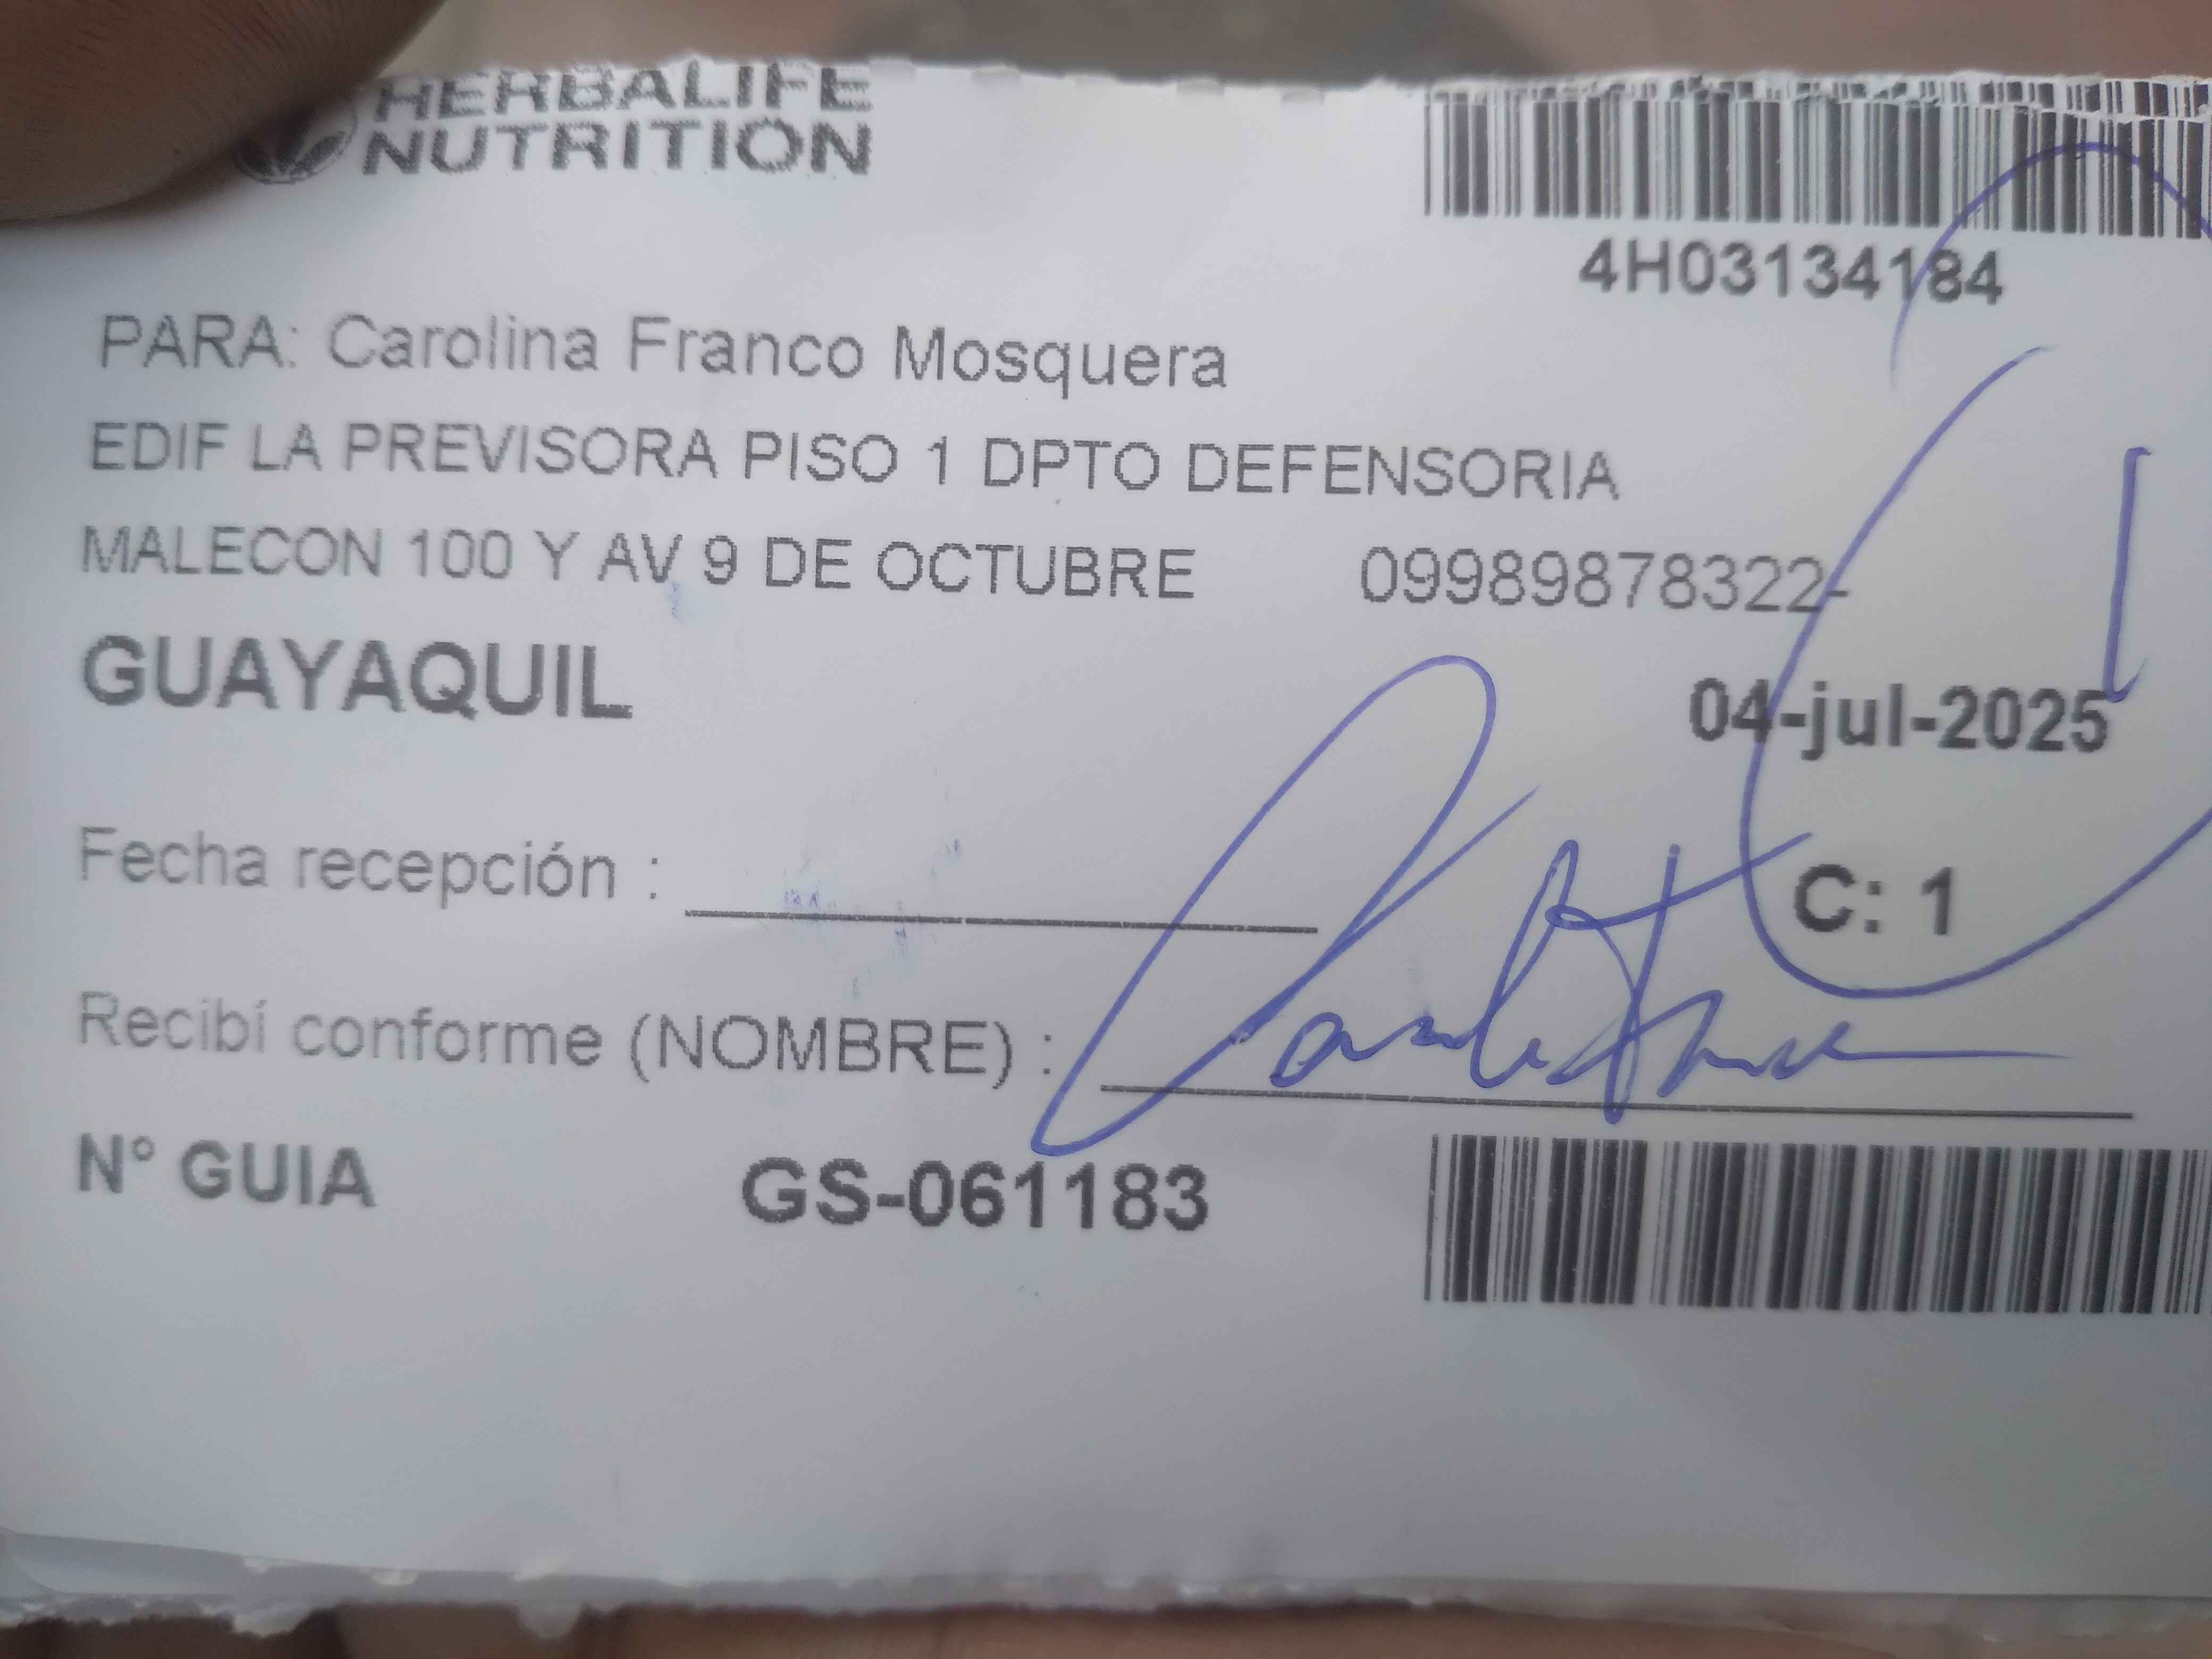 HERBALIFE
NUTRITION
4H03134184
PARA: Carolina Franco Mosquera
EDIF LA PREVISORA PISO 1 DPTO DEFENSORIA
MALECON 100 Y AV 9 DE OCTUBRE 09989878322-
GUAYAQUIL
04-jul-2025
Fecha recepción :
C: 1
Recibí conforme (NOMBRE) :
N° GUIA GS-061183